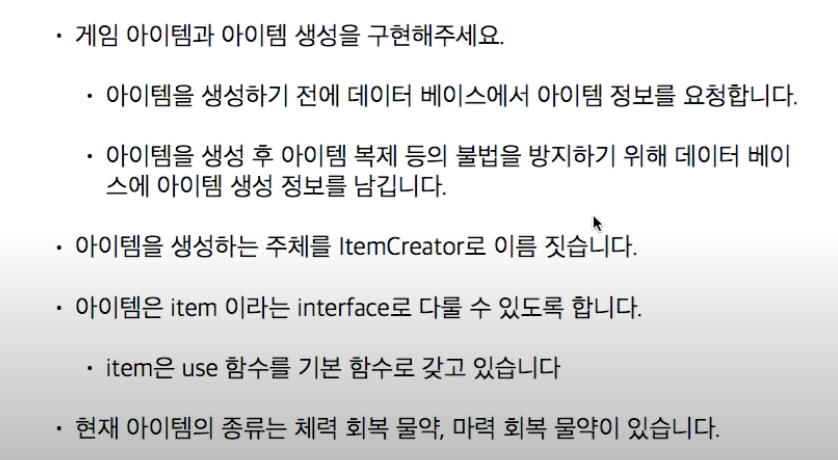 • 게임 아이템과 아이템 생성을 구현해주세요.
• 아이템을 생성하기 전에 데이터 베이스에서 아이템 정보를 요청합니다.
• 아이템을 생성 후 아이템 복제 등의 불법을 방지하기 위해 데이터 베이
스에 아이템 생성 정보를 남깁니다.
• 아이템을 생성하는 주체를 ItemCreator로 이름 짓습니다.
• 아이템은 item 이라는 interface로 다룰 수 있도록 합니다.
• item은 use 함수를 기본 함수로 갖고 있습니다
• 현재 아이템의 종류는 체력 회복 물약, 마력 회복 물약이 있습니다.